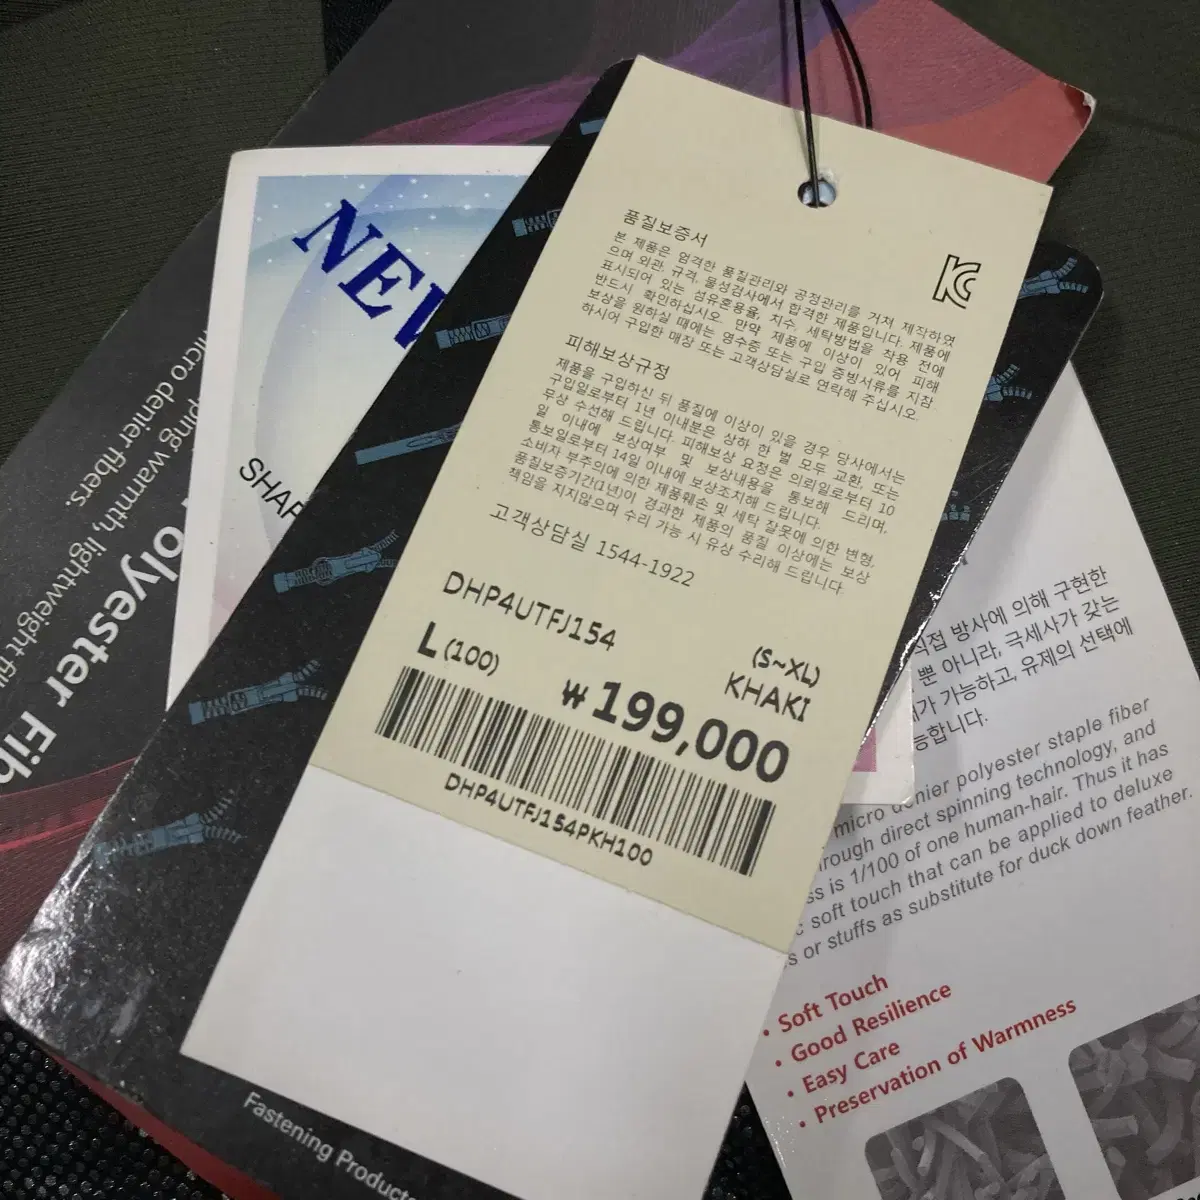 품질보증서
본 제품은 엄격한 품질관리와 공정관리를 거쳐 제작하였
으며 외관, 규격, 물성검사에서 합격한 제품입니다. 제품에
표시되어 있는 섬유혼용율, 치수, 세탁방법을 착용 전에
반드시 확인하십시오. 만약 제품에 이상이 있어 피해
보상을 원하실 때에는 영수증 또는 구입 증빙서류를 지참
하시어 구입한 매장 또는 고객상담실로 연락해 주십시오.
피해보상규정
제품을 구입하신 뒤 품질에 이상이 있을 경우 당사에서는
구입일로부터 1년 이내분은 상하 한 벌 모두 교환, 또는
무상 수선해 드립니다. 피해보상 요청은 의뢰일로부터 10
일 이내에 보상여부 및 보상내용을 통보해 드리며,
통보일로부터 14일 이내에 보상조치해 드립니다.
소비자 부주의에 의한 제품훼손 및 세탁 잘못에 의한 변형,
품질보증기간(1년)이 경과한 제품의 품질 이상에는 보상
책임을 지지않으며 수리 가능 시 유상 수리해 드립니다.
고객상담실 1544-1922
DHP4UTFJ154
L (100)
(S~XL)
KHAKI
₩199,000
DHP4UTFJ154PKH100
NEW
SHAP
micro denier fibers.
warmth, lightweight
olyester Fib
Fastening Product
직접 방사에 의해 구현한
뿐 아니라, 극세사가 갖는
가 가능하고, 유제의 선택에
능합니다.
micro denier polyester staple fiber
rough direct spinning technology, and
ss is 1/100 of one human-hair. Thus it has
c soft touch that can be applied to deluxe
s or stuffs as substitute for duck down feather.
• Soft Touch
• Good Resilience
• Easy Care
• Preservation of Warmness